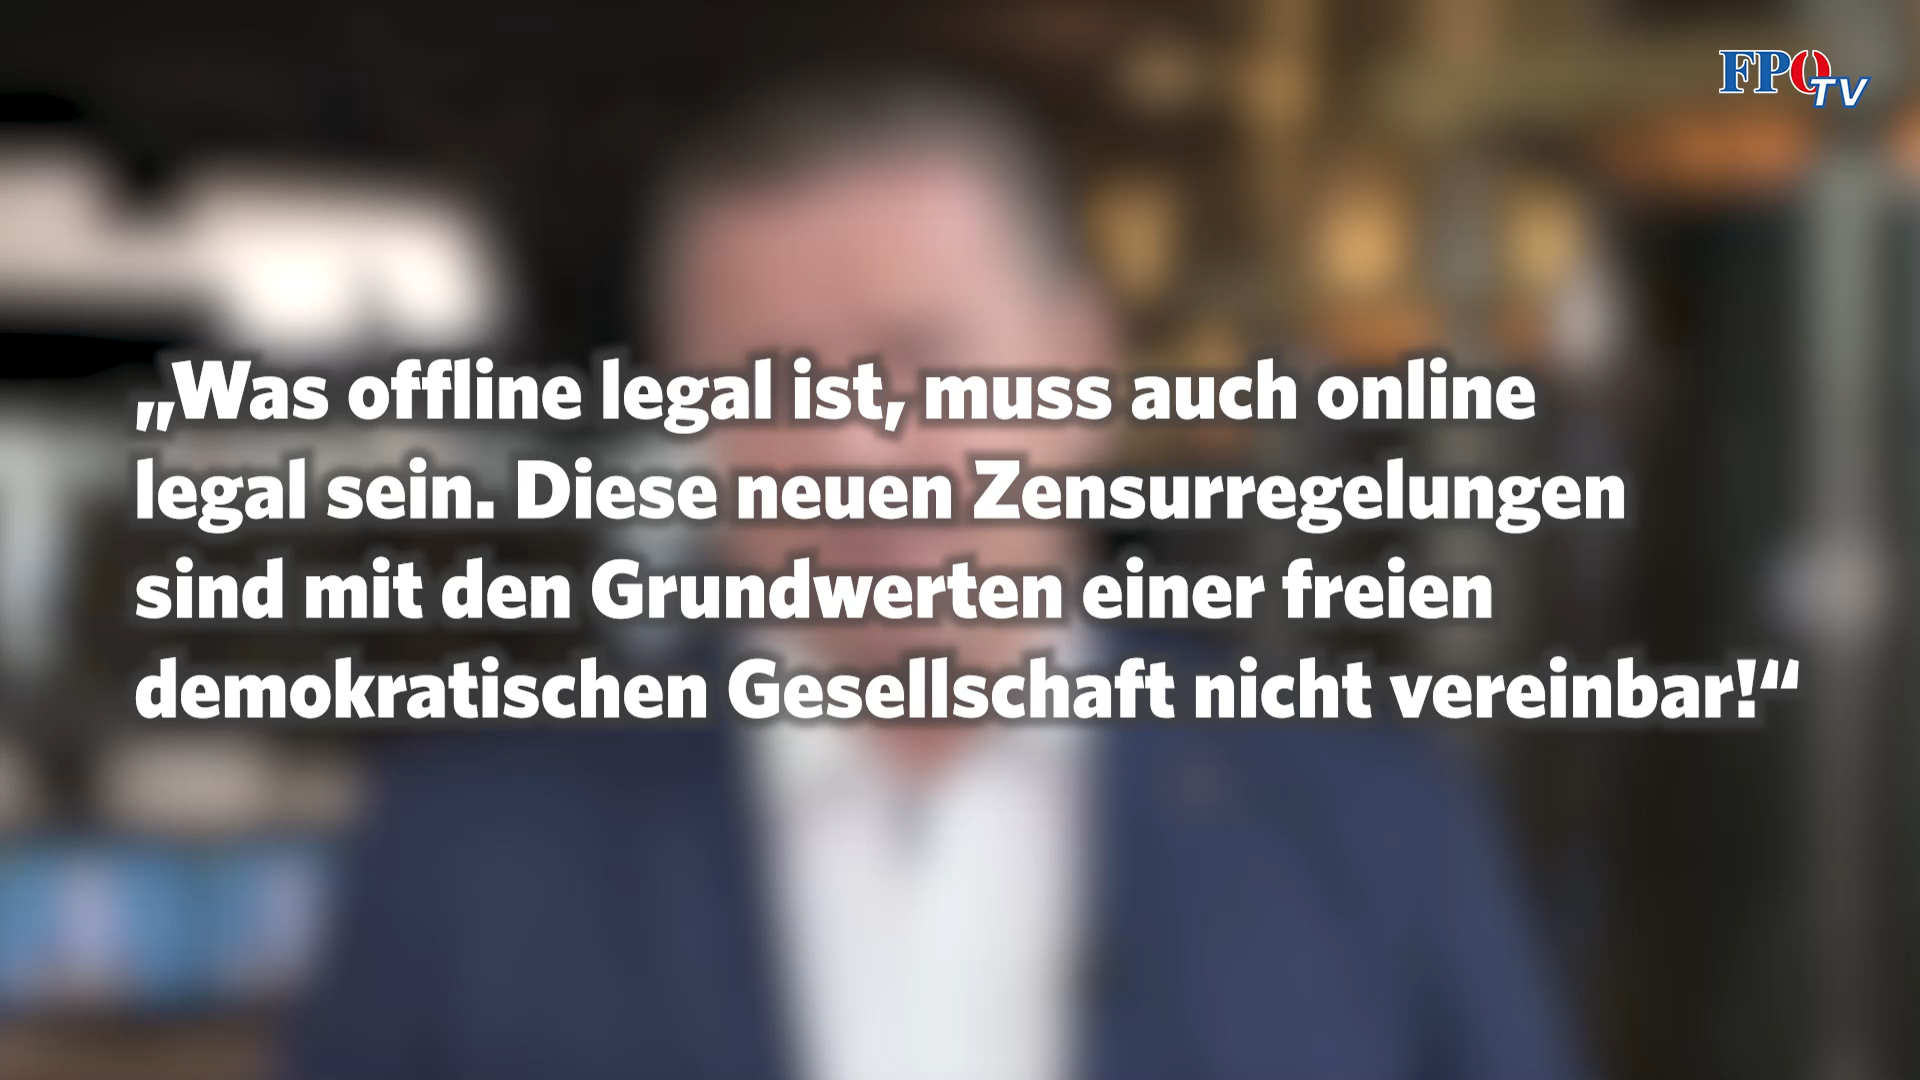 FPÖ TV
„Was offline legal ist, muss auch online
legal sein. Diese neuen Zensurregelungen
sind mit den Grundwerten einer freien
demokratischen Gesellschaft nicht vereinbar!“